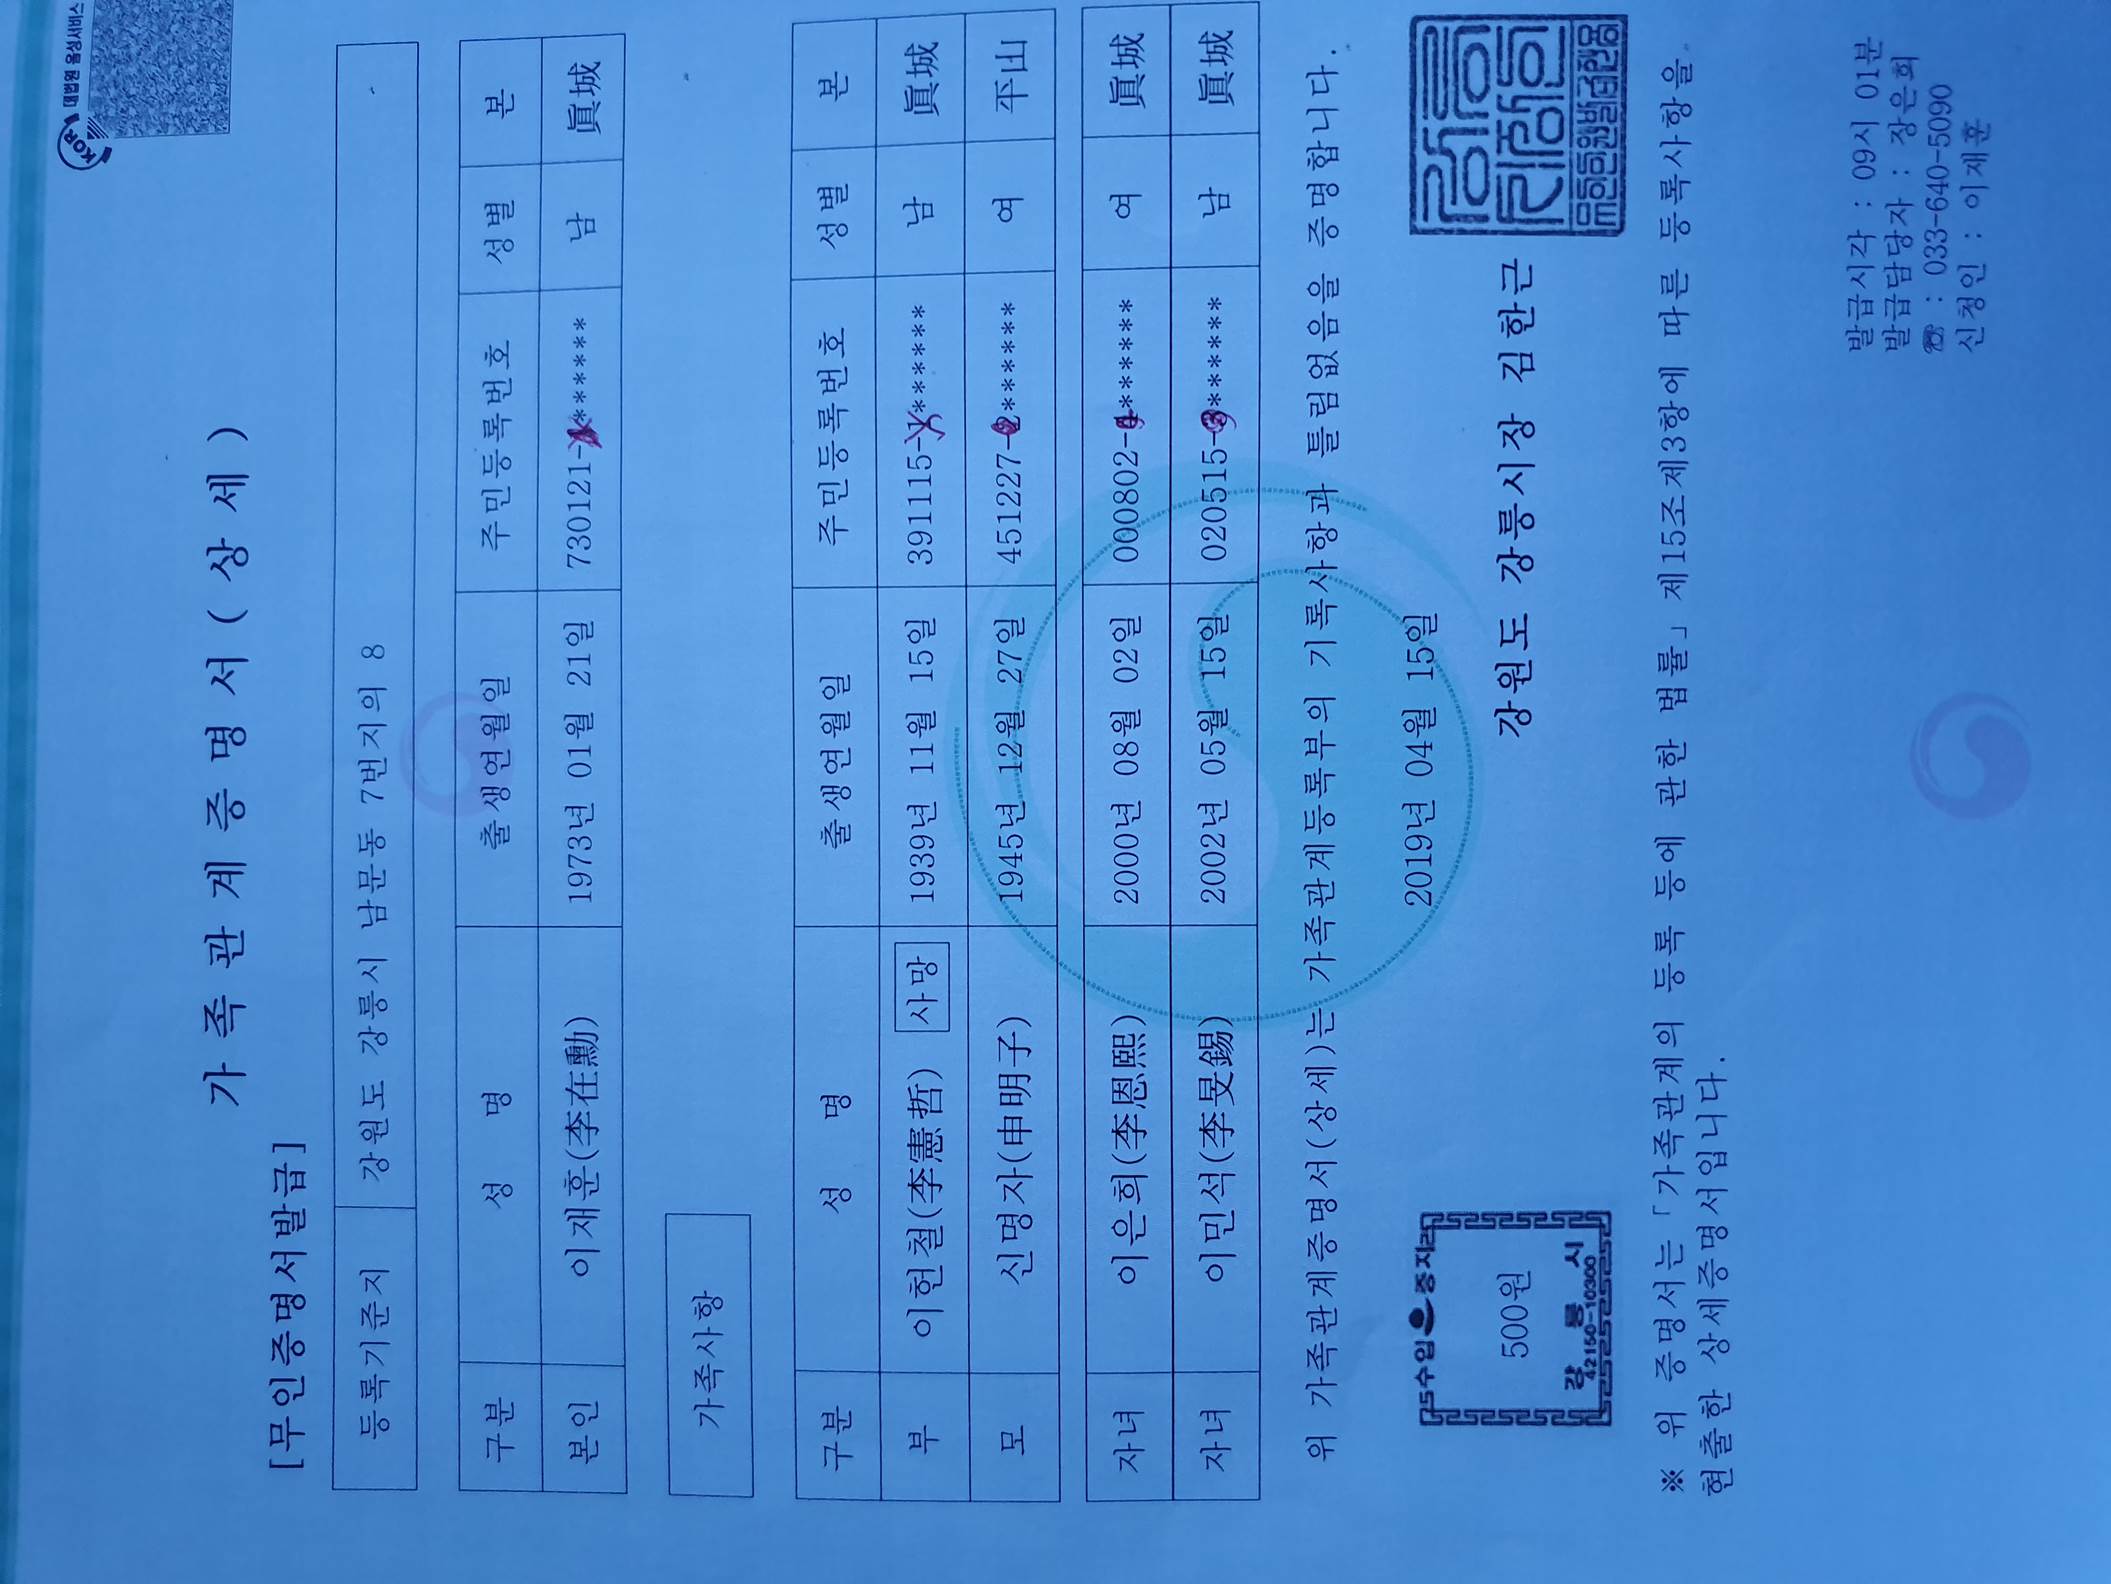 대법원 음성서비스
KOR
가 족 관 계 증 명 서 ( 상 세 )
[무인증명서발급]
등록기준지 강원도 강릉시 남문동 7번지의 8
구분 성 명 출생연월일 주민등록번호 성별 본
본인 이재훈(李在勳) 1973년 01월 21일 730121-******* 남 眞城
가족사항
구분 성 명 출생연월일 주민등록번호 성별 본
부 이헌철(李憲哲) 사망 1939년 11월 15일 391115-******* 남 眞城
모 신명자(申明子) 1945년 12월 27일 451227-******* 여 平山
자녀 이은희(李恩熙) 2000년 08월 02일 000802-******* 여 眞城
자녀 이민석(李旻錫) 2002년 05월 15일 020515-******* 남 眞城
위 가족관계증명서(상세)는 가족관계등록부의 기록사항과 틀림없음을 증명합니다.
2019년 04월 15일
수입증지
500원
강 릉 시
42150-10300
강원도 강릉시장 김한근
※ 위 증명서는 「가족관계의 등록 등에 관한 법률」 제15조제3항에 따른 등록사항을
현출한 상세증명서입니다.
발급시각 : 09시 01분
발급담당자 : 장은회
☎ : 033-640-5090
신청인 : 이재훈